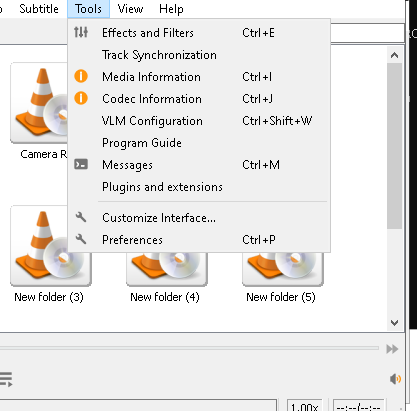 Subtitle Tools View Help
Effects and Filters Ctrl+E
Track Synchronization
Media Information Ctrl+I
Codec Information Ctrl+J
VLM Configuration Ctrl+Shift+W
Program Guide
Messages Ctrl+M
Plugins and extensions
Customize Interface...
Preferences Ctrl+P
Camera R
New folder (3) New folder (4) New folder (5)
1.00x --:--/--:--